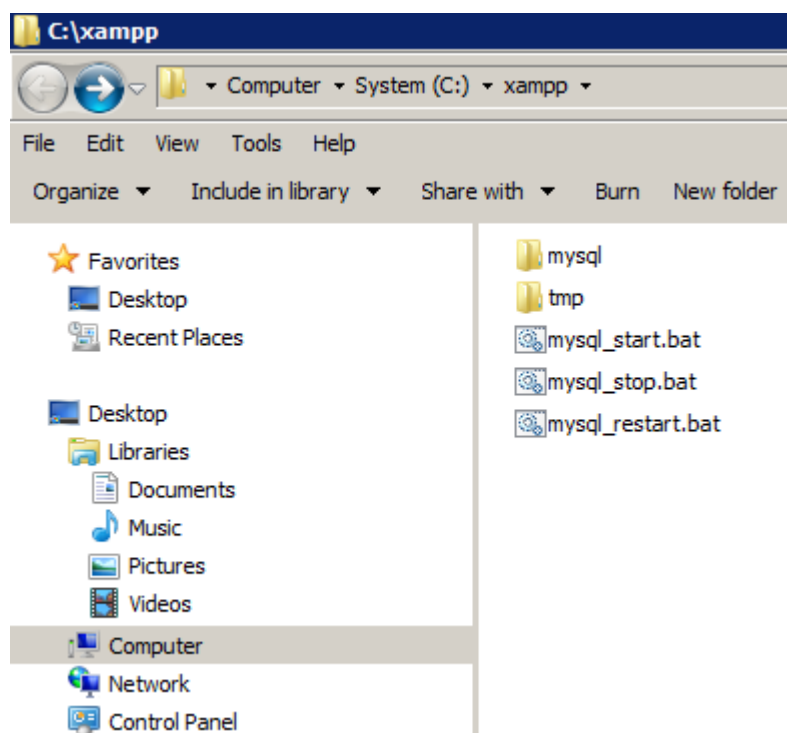 C:\xampp
Computer System (C:) xampp
File Edit View Tools Help
Organize Include in library Share with Burn New folder
Favorites
Desktop
Recent Places
Desktop
Libraries
Documents
Music
Pictures
Videos
Computer
Network
Control Panel
mysql
tmp
mysql_start.bat
mysql_stop.bat
mysql_restart.bat